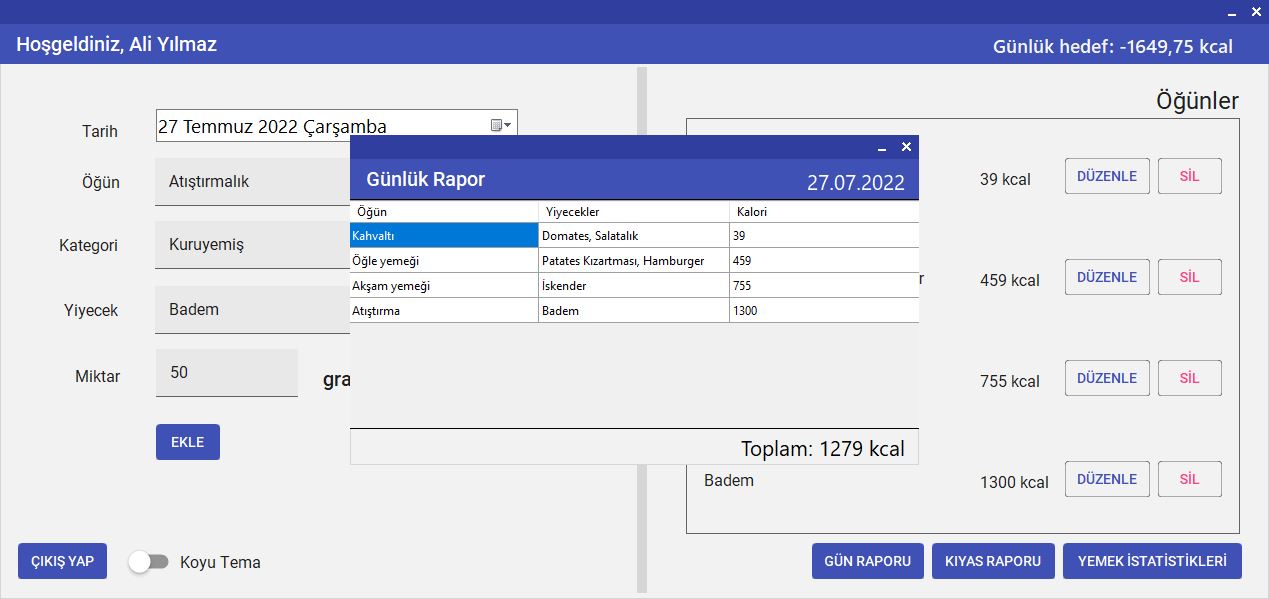 Hoşgeldiniz, Ali Yılmaz
Günlük hedef: -1649,75 kcal
Tarih
27 Temmuz 2022 Çarşamba
Öğün
Atıştırmalık
Kategori
Kuruyemiş
Yiyecek
Badem
Miktar
50
gra
EKLE
ÇIKIŞ YAP
Koyu Tema
Günlük Rapor
27.07.2022
Öğün Yiyecekler Kalori
Kahvaltı Domates, Salatalık 39
Öğle yemeği Patates Kızartması, Hamburger 459
Akşam yemeği İskender 755
Atıştırma Badem 1300
Toplam: 1279 kcal
Öğünler
39 kcal DÜZENLE SİL
r 459 kcal DÜZENLE SİL
755 kcal DÜZENLE SİL
Badem 1300 kcal DÜZENLE SİL
GÜN RAPORU
KIYAS RAPORU
YEMEK İSTATİSTİKLERİ